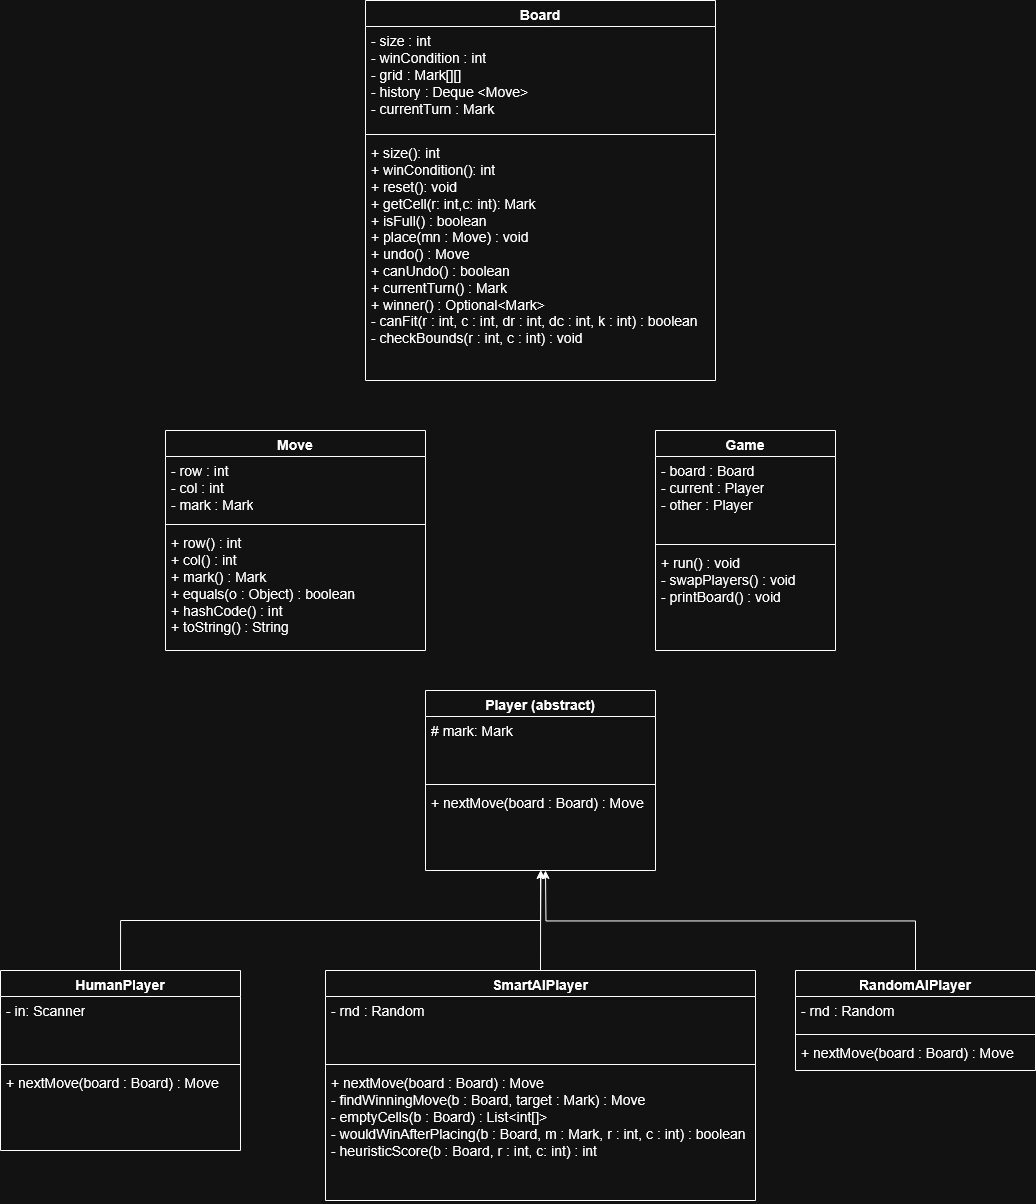 Board
- size : int
- winCondition : int
- grid : Mark[][]
- history : Deque <Move>
- currentTurn : Mark
+ size(): int
+ winCondition(): int
+ reset(): void
+ getCell(r: int,c: int): Mark
+ isFull() : boolean
+ place(mn : Move) : void
+ undo() : Move
+ canUndo() : boolean
+ currentTurn() : Mark
+ winner() : Optional<Mark>
- canFit(r : int, c : int, dr : int, dc : int, k : int) : boolean
- checkBounds(r : int, c : int) : void
Move
- row : int
- col : int
- mark : Mark
+ row() : int
+ col() : int
+ mark() : Mark
+ equals(o : Object) : boolean
+ hashCode() : int
+ toString() : String
Game
- board : Board
- current : Player
- other : Player
+ run() : void
- swapPlayers() : void
- printBoard() : void
Player (abstract)
# mark: Mark
+ nextMove(board : Board) : Move
HumanPlayer
- in: Scanner
+ nextMove(board : Board) : Move
SmartAIPlayer
- rnd : Random
+ nextMove(board : Board) : Move
- findWinningMove(b : Board, target : Mark) : Move
- emptyCells(b : Board) : List<int[]>
- wouldWinAfterPlacing(b : Board, m : Mark, r : int, c : int) : boolean
- heuristicScore(b : Board, r : int, c: int) : int
RandomAIPlayer
- rnd : Random
+ nextMove(board : Board) : Move